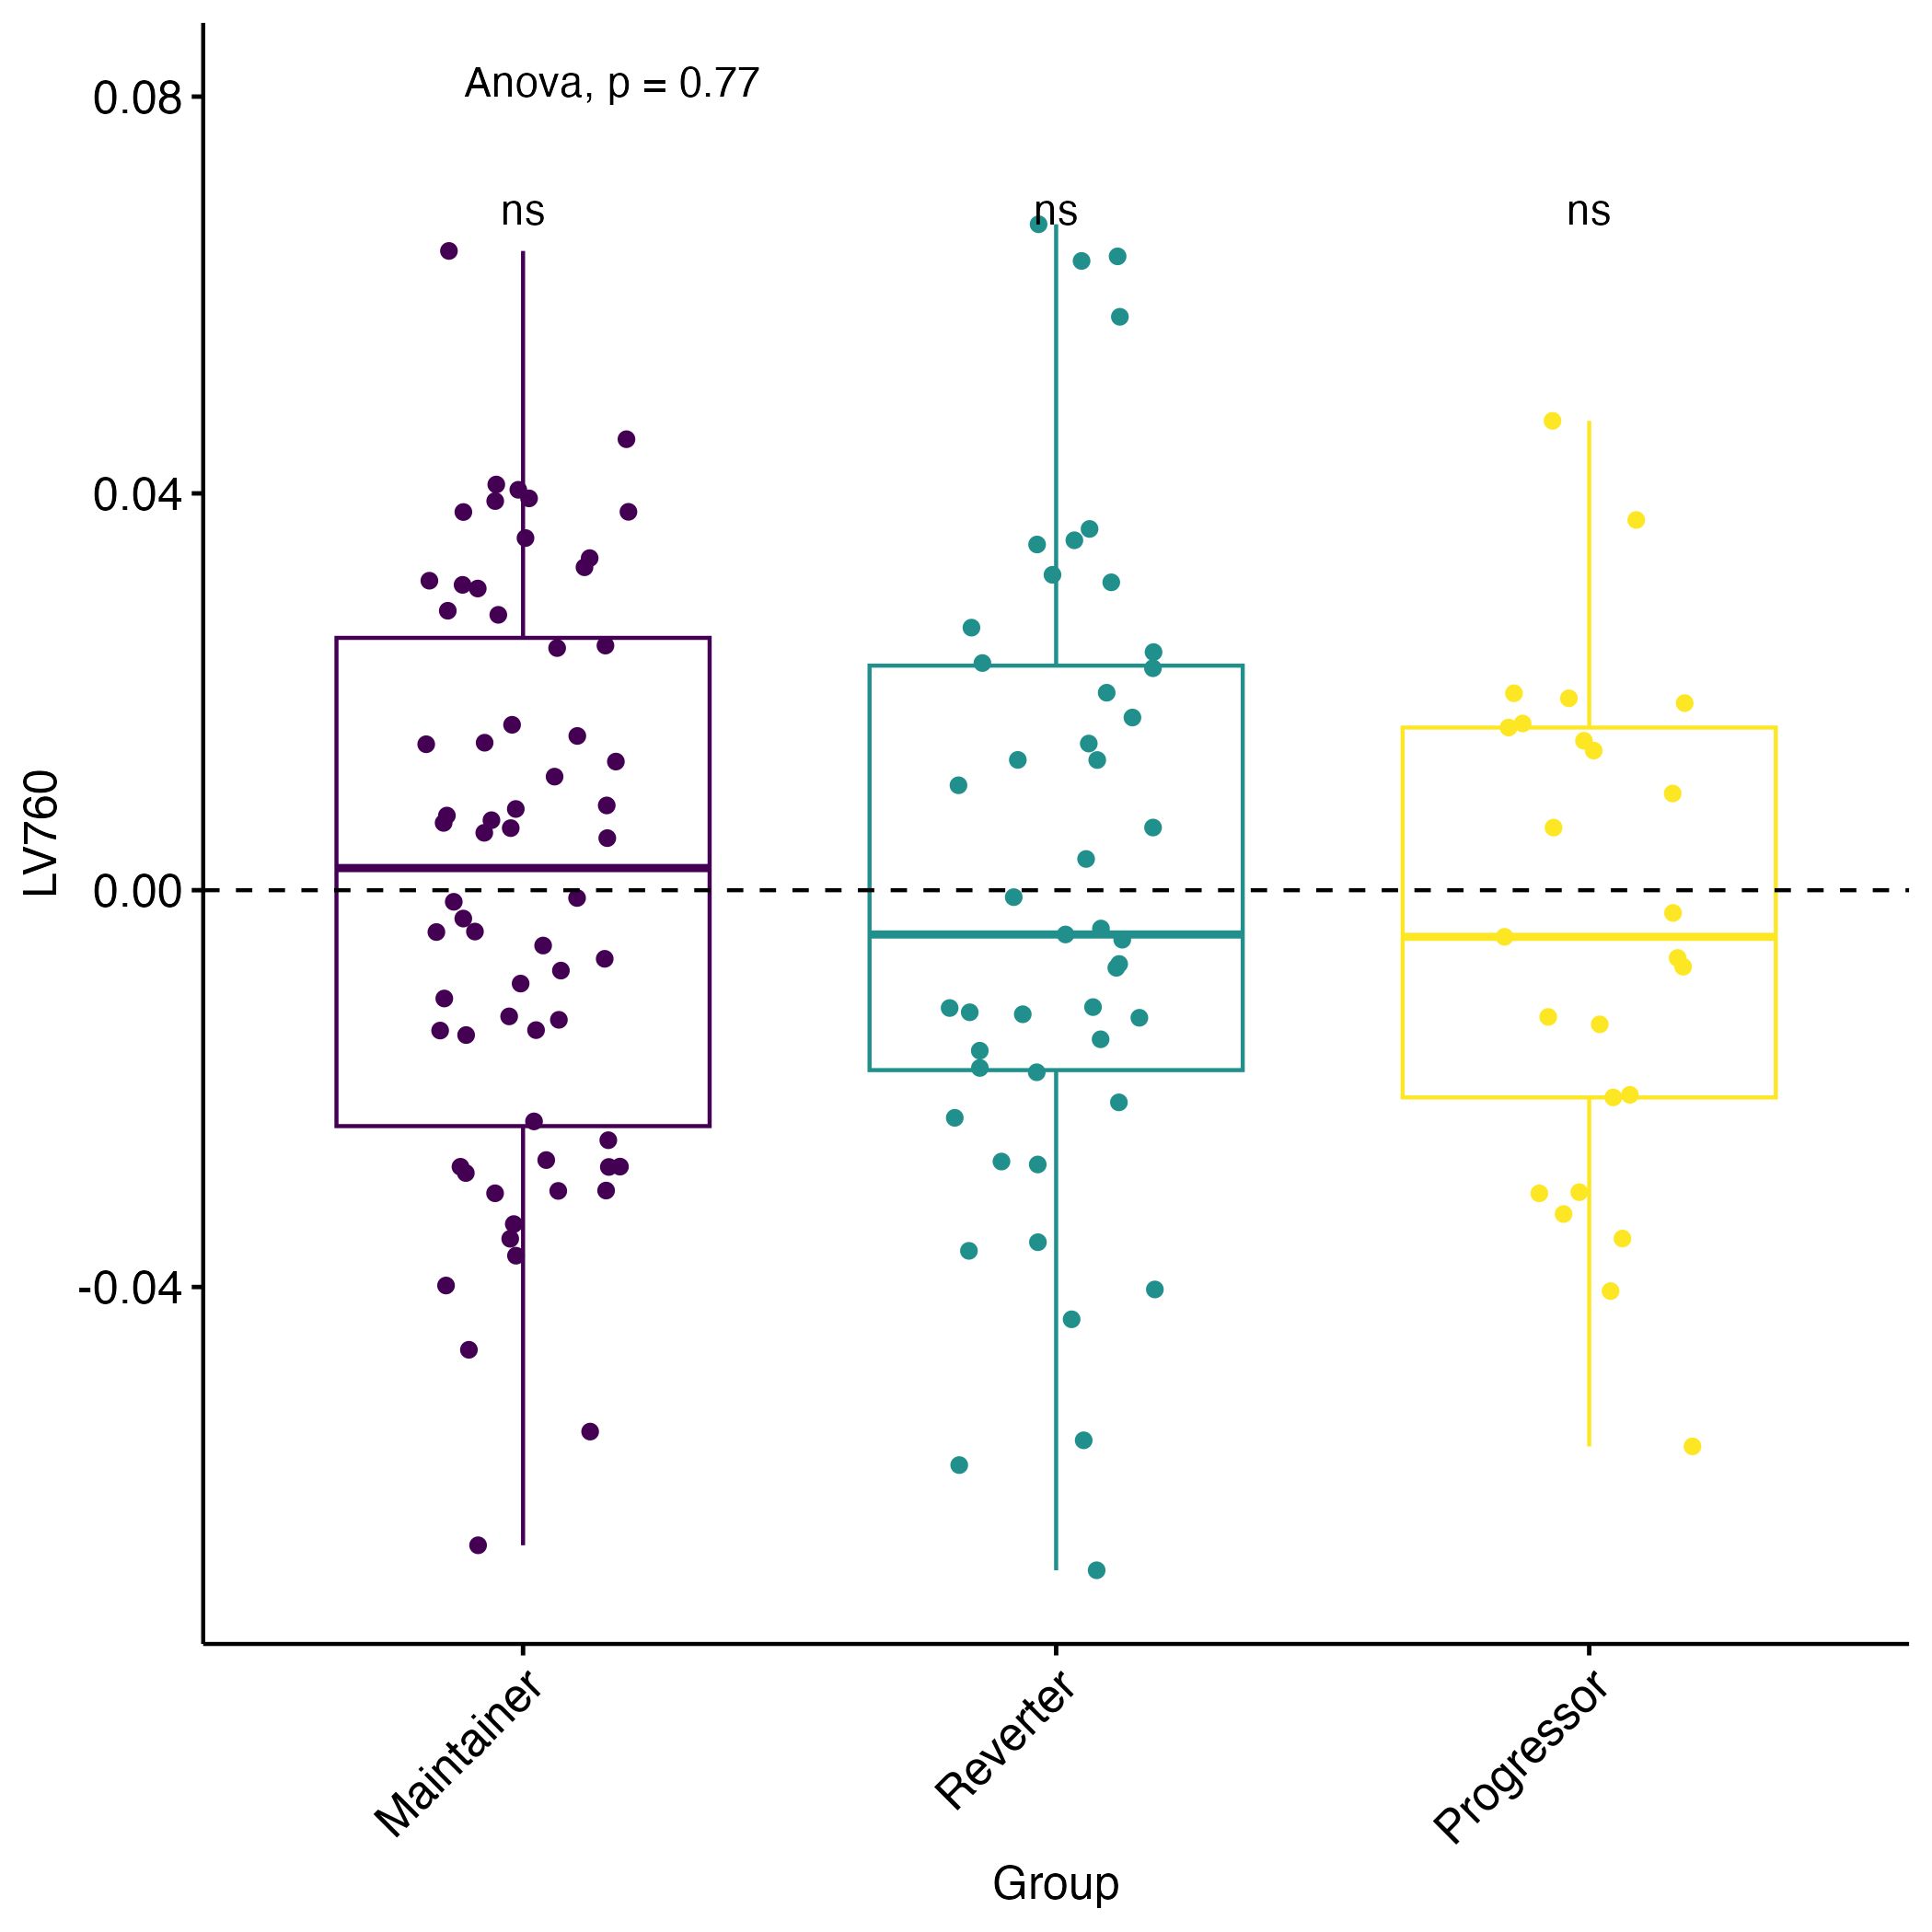 Anova, p = 0.77
ns ns ns
0.08
0.04
0.00
-0.04
LV760
Maintainer Reverter Progressor
Group